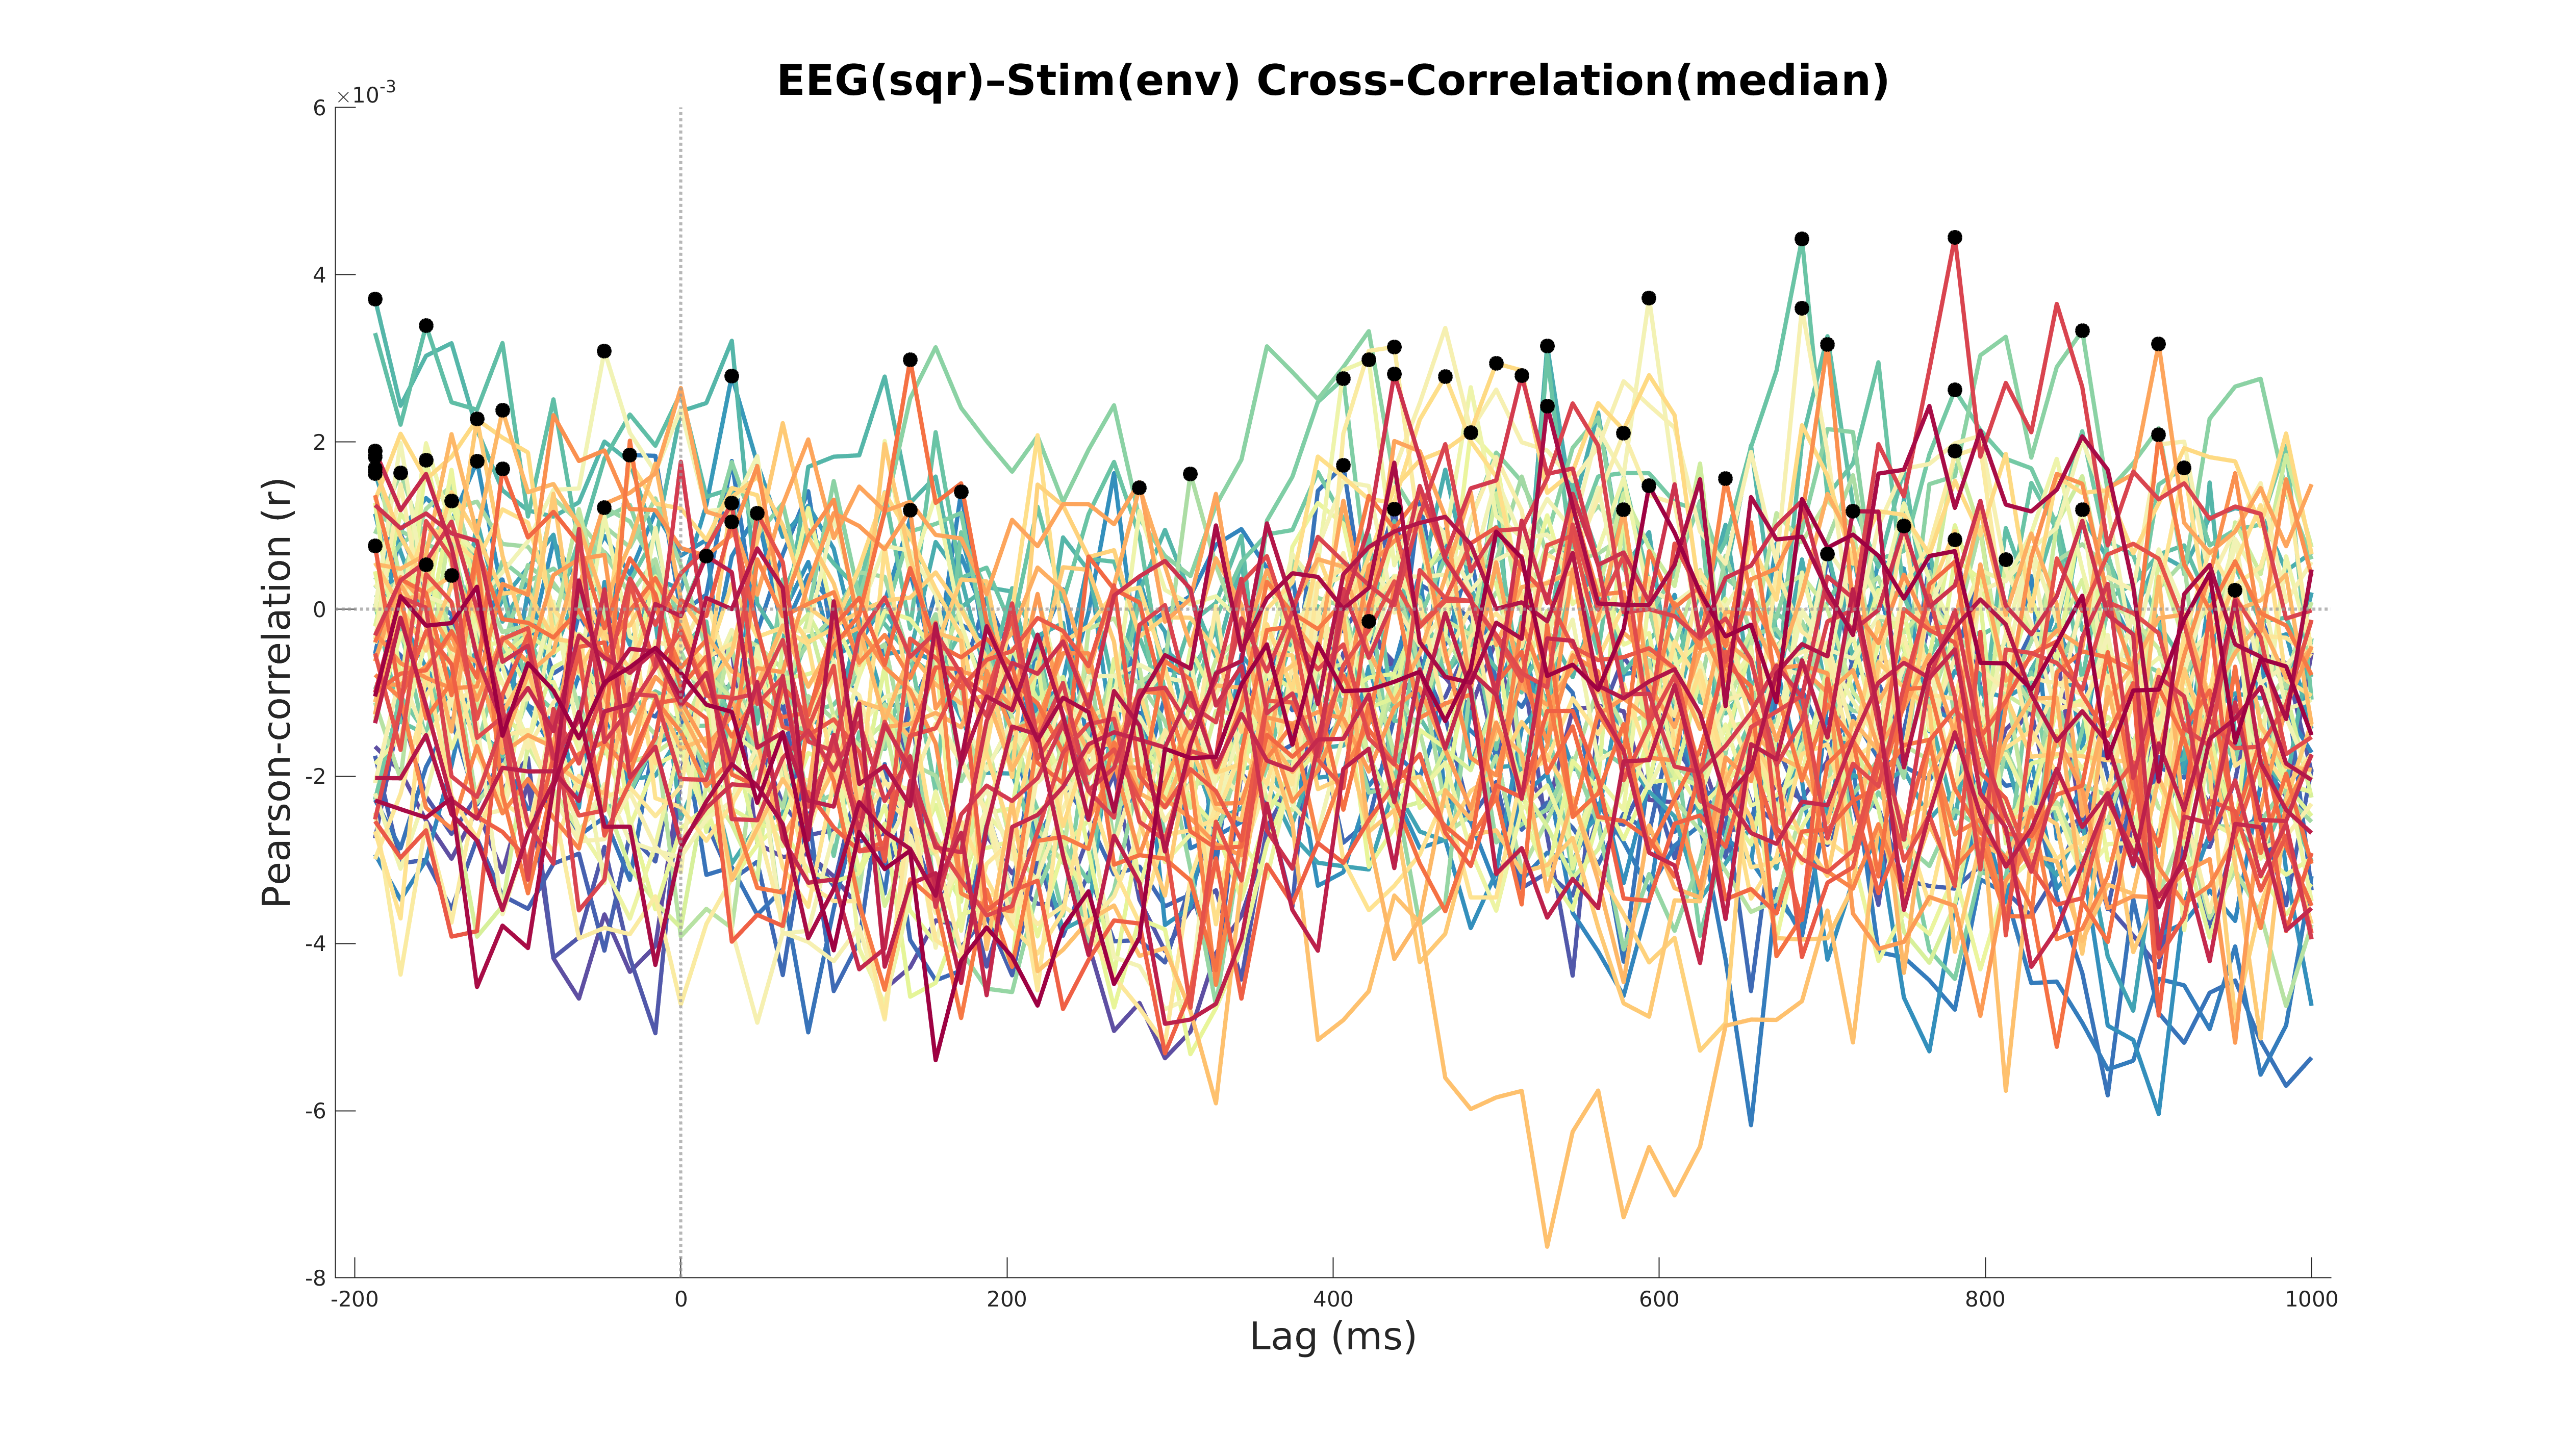 EEG(sqr)–Stim(env) Cross-Correlation(median)
×10-3
6
4
2
0
-2
-4
-6
-8
Pearson-correlation (r)
-200 0 200 400 600 800 1000
Lag (ms)